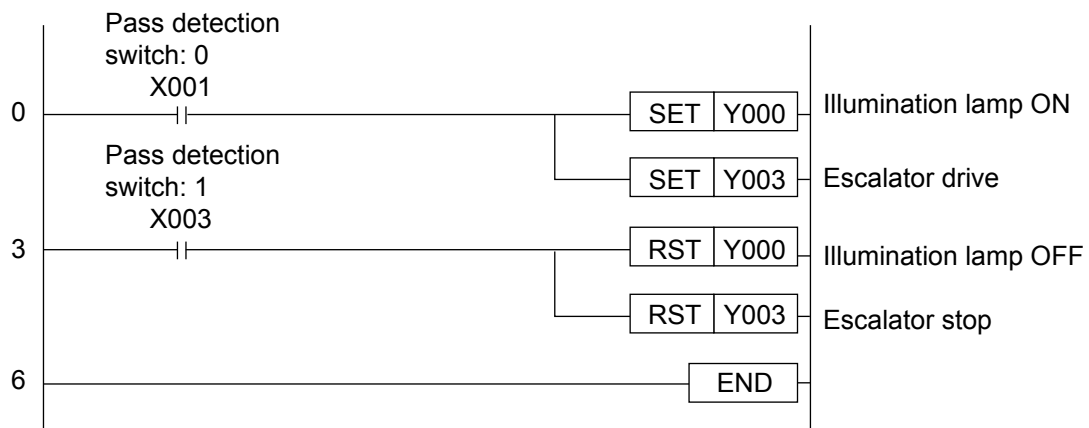 Pass detection
switch: 0
X001
0
SET Y000
Illumination lamp ON
SET Y003
Escalator drive
Pass detection
switch: 1
X003
3
RST Y000
Illumination lamp OFF
RST Y003
Escalator stop
6
END